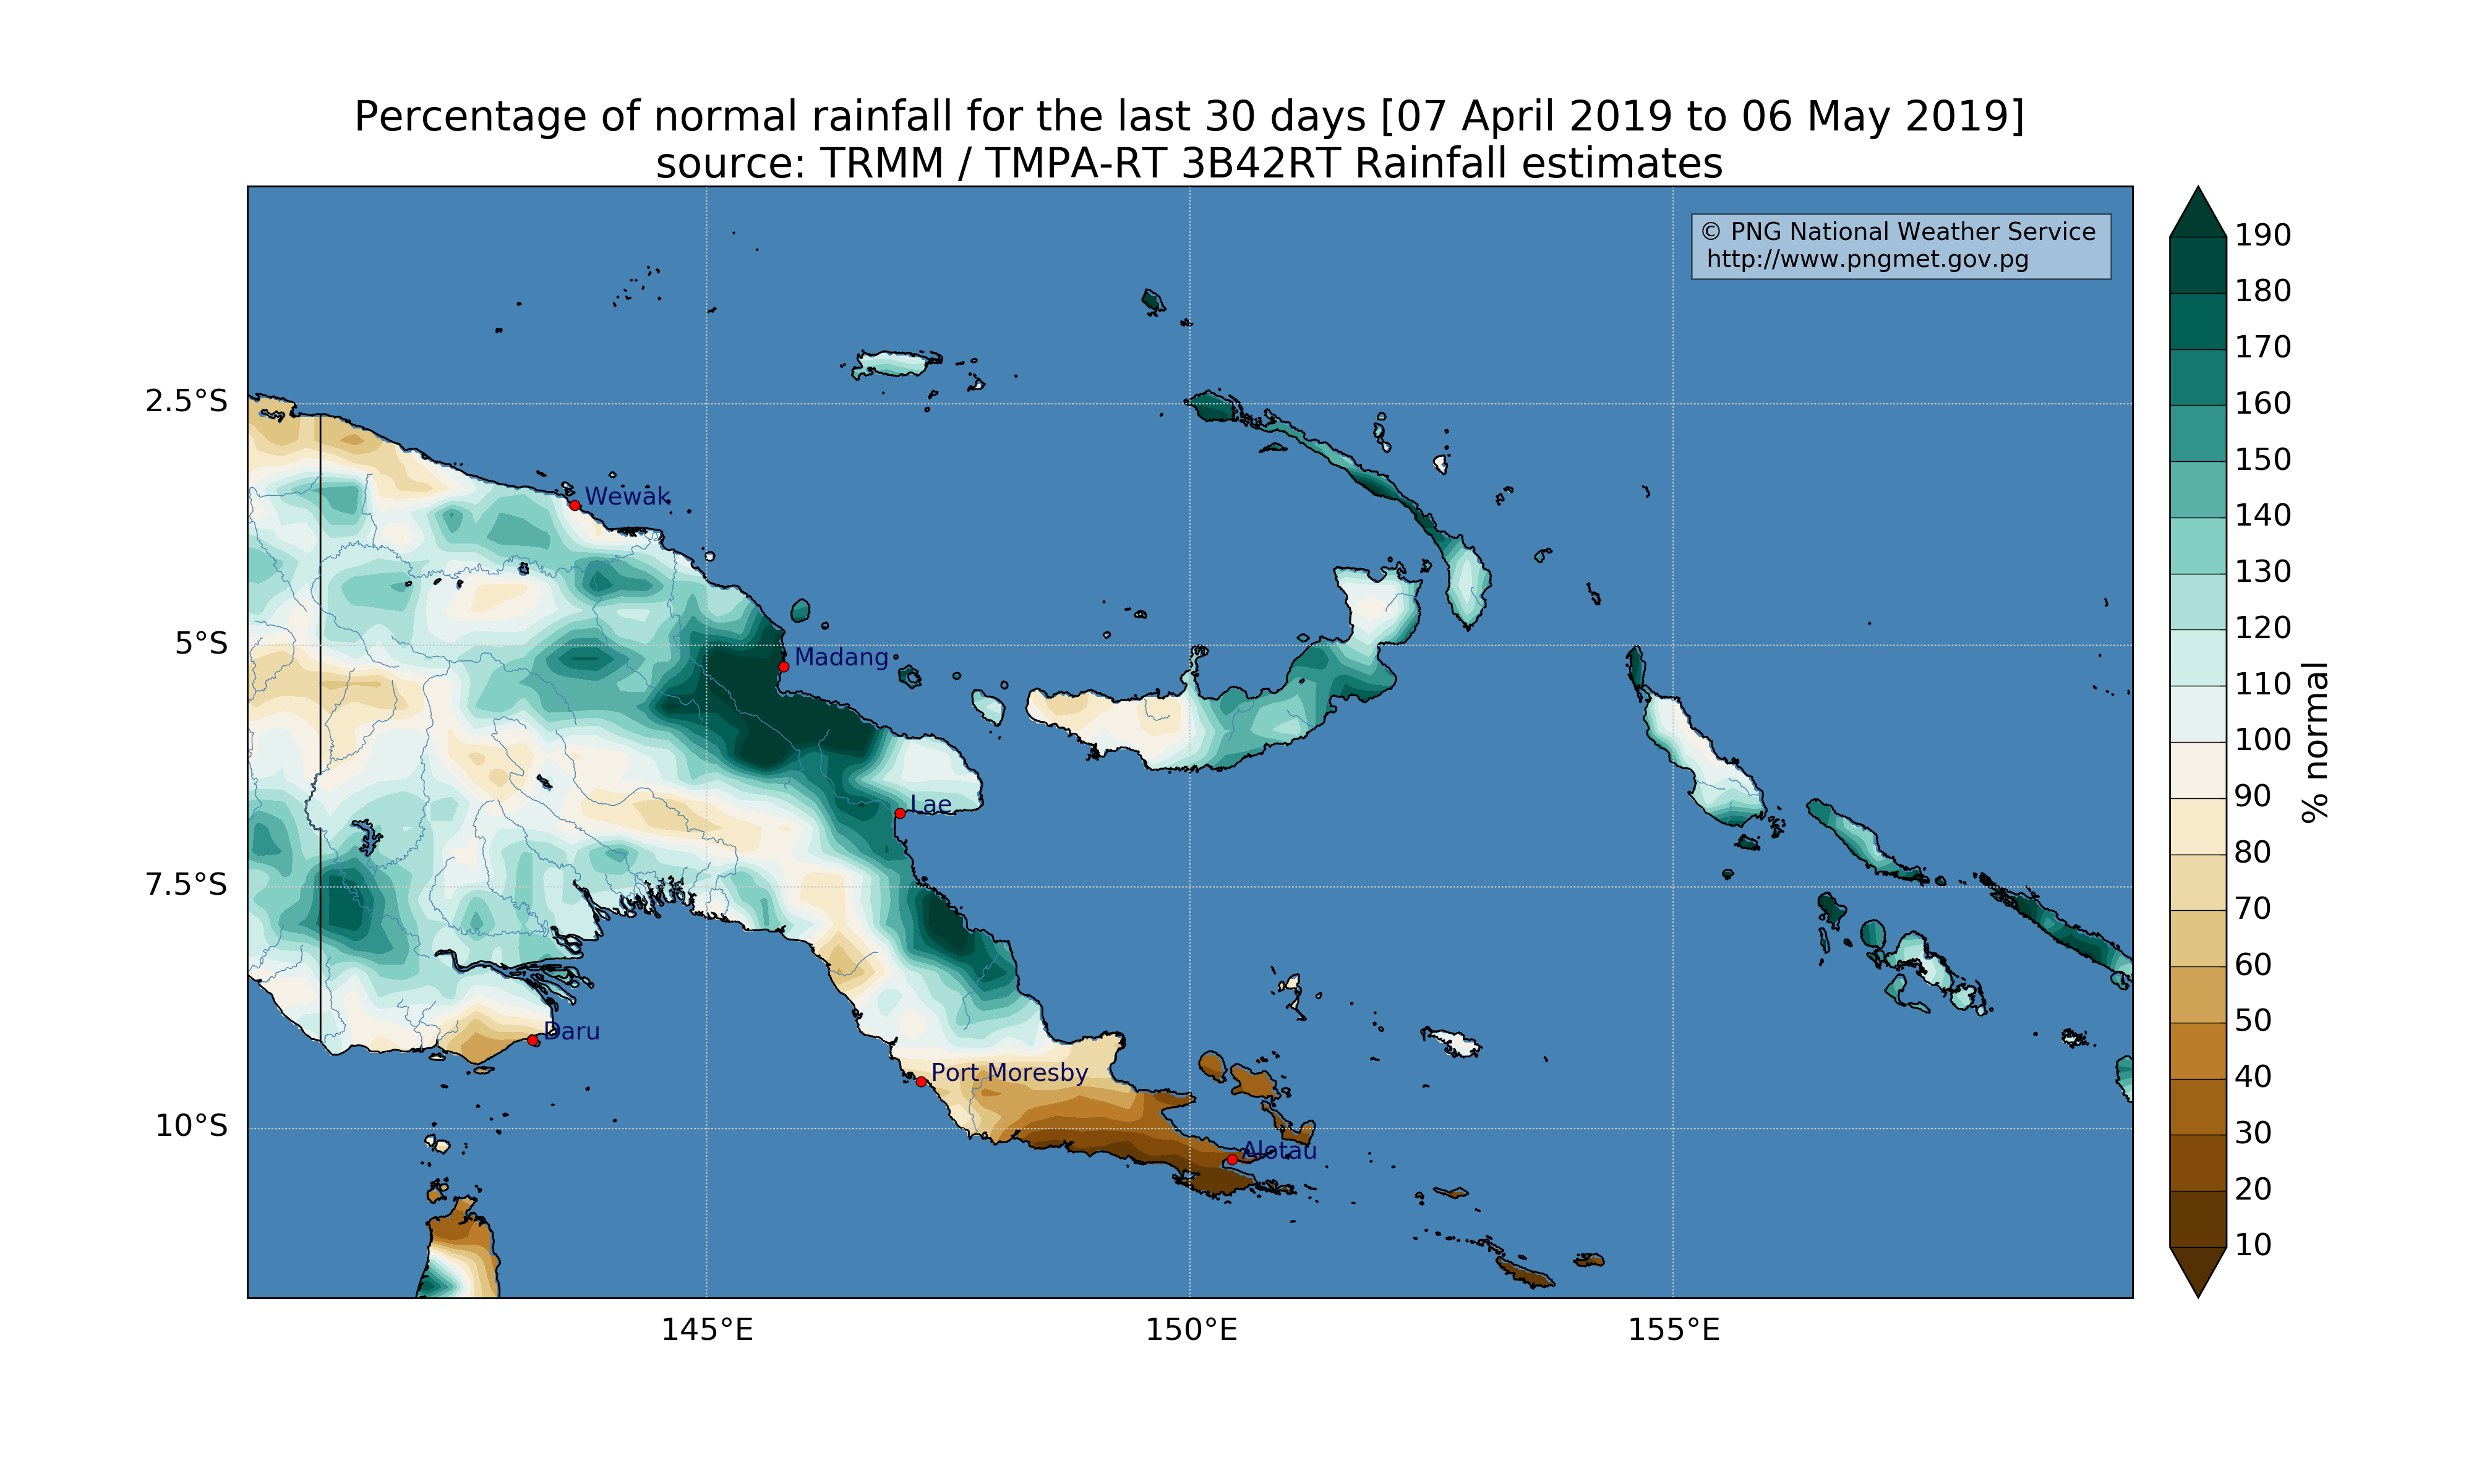 Percentage of normal rainfall for the last 30 days [07 April 2019 to 06 May 2019]
source: TRMM / TMPA-RT 3B42RT Rainfall estimates
© PNG National Weather Service
http://www.pngmet.gov.pg
2.5°S
5°S
7.5°S
10°S
145°E
150°E
155°E
Wewak
Madang
Lae
Daru
Port Moresby
Alotau
190
180
170
160
150
140
130
120
110
100
90
80
70
60
50
40
30
20
10
% normal